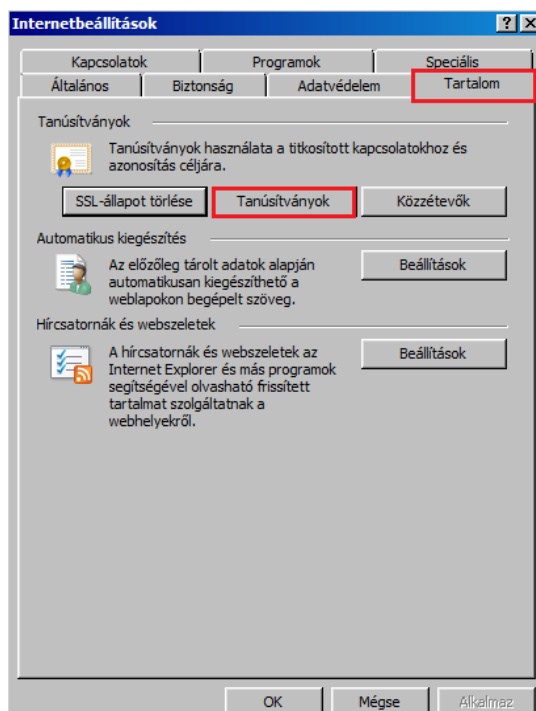 Internetbeállítások
Kapcsolatok Programok Speciális
Általános Biztonság Adatvédelem Tartalom
Tanúsítványok
Tanúsítványok használata a titkosított kapcsolatokhoz és
azonosítás céljára.
SSL-állapot törlése Tanúsítványok Közzétevők
Automatikus kiegészítés
Az előzőleg tárolt adatok alapján
automatikusan kiegészíthető a
weblapokon begépelt szöveg.
Beállítások
Hírcsatornák és webszeletek
A hírcsatornák és webszeletek az
Internet Explorer és más programok
segítségével olvasható frissített
tartalmat szolgáltatnak a
webhelyekről.
Beállítások
OK Mégse Alkalmaz